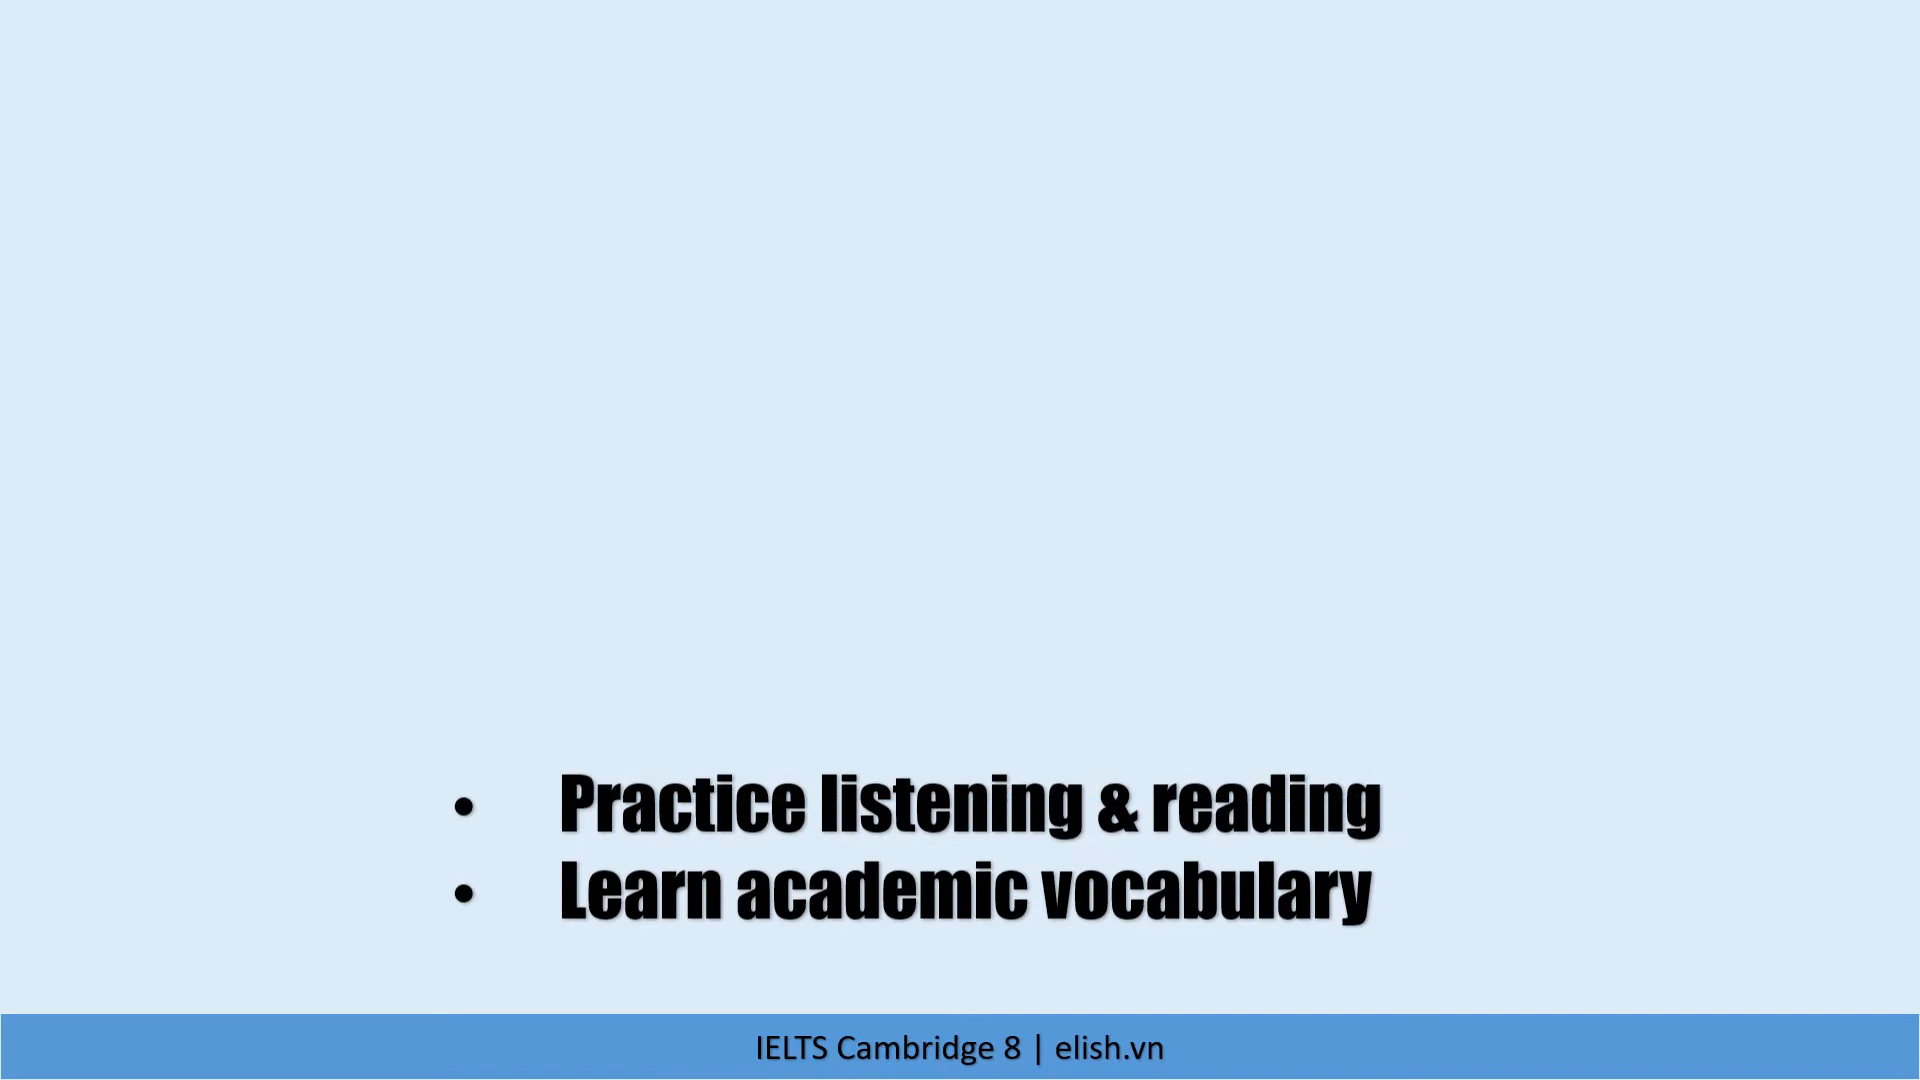 • Practice listening & reading
• Learn academic vocabulary
IELTS Cambridge 8 | elish.vn